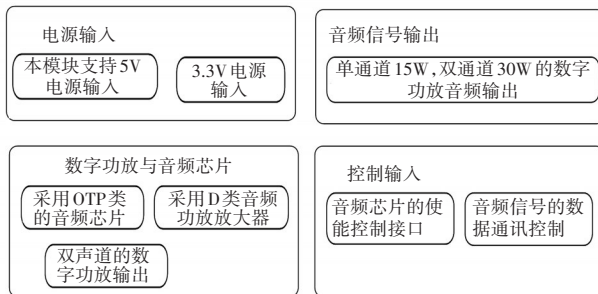 电源输入
本模块支持5V
电源输入
3.3V电源
输入
音频信号输出
单通道15W,双通道30W的数字
功放音频输出
数字功放与音频芯片
采用OTP类
的音频芯片
采用D类音频
功放放大器
双声道的数
字功放输出
控制输入
音频芯片的使
能控制接口
音频信号的数
据通讯控制